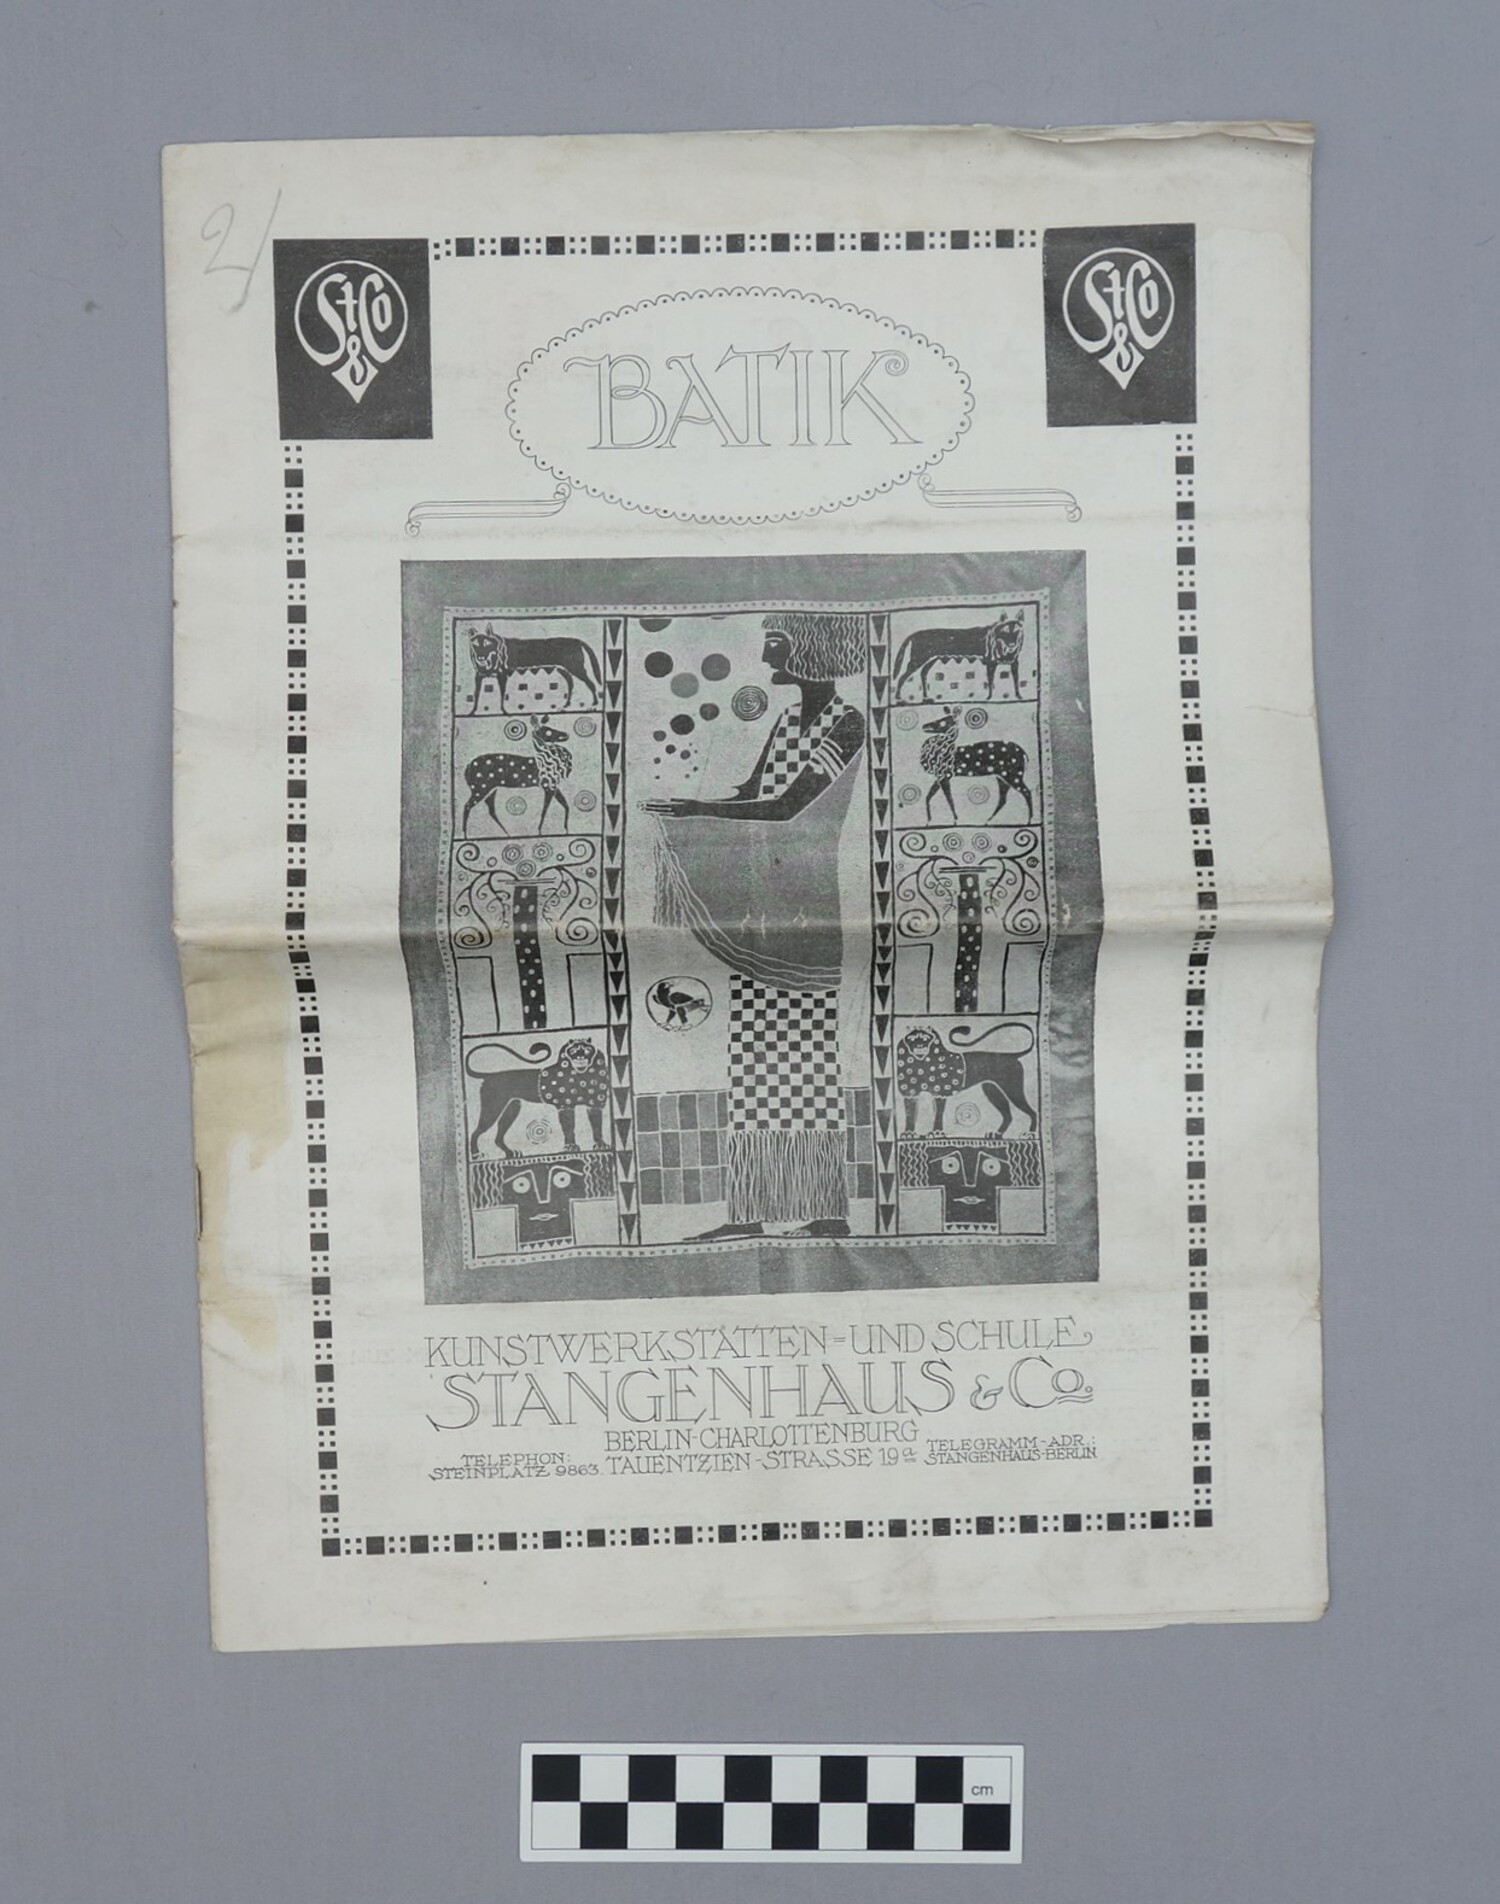 2/
St & Co
St & Co
BATIK
KUNSTWERKSTÄTTEN=UND SCHULE
STANGENHAUS & Co.
BERLIN-CHARLOTTENBURG
TAUENTZIEN-STRASSE 19a
TELEPHON:
STEINPLATZ 9863.
TELEGRAMM-ADR.:
STANGENHAUS-BERLIN
cm